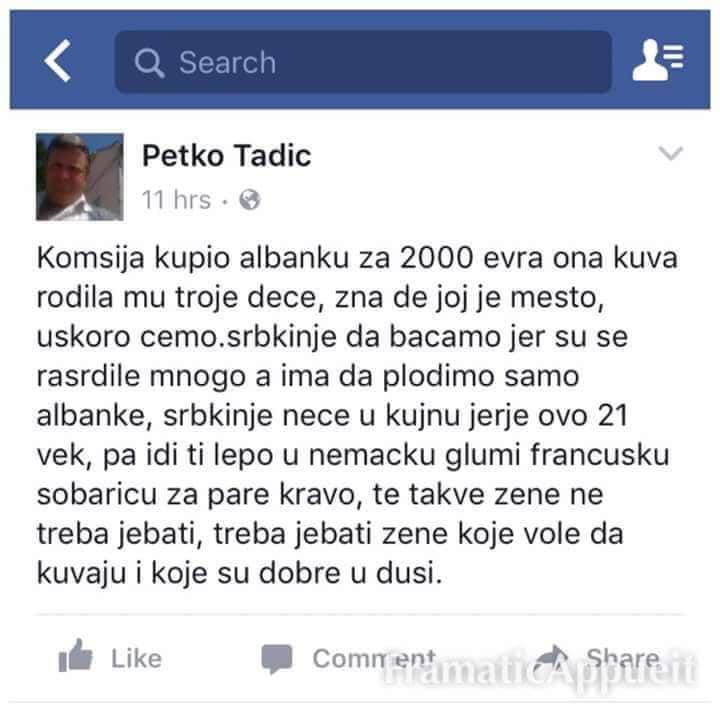 Search
Petko Tadic
11 hrs
Komsija kupio albanku za 2000 evra ona kuva
rodila mu troje dece, zna de joj je mesto,
uskoro cemo.srbkinje da bacamo jer su se
rasrdile mnogo a ima da plodimo samo
albanke, srbkinje nece u kujnu jerje ovo 21
vek, pa idi ti lepo u nemacku glumi francusku
sobaricu za pare kravo, te takve zene ne
treba jebati, treba jebati zene koje vole da
kuvaju i koje su dobre u dusi.
Like Comment Share
FramaticAppueit